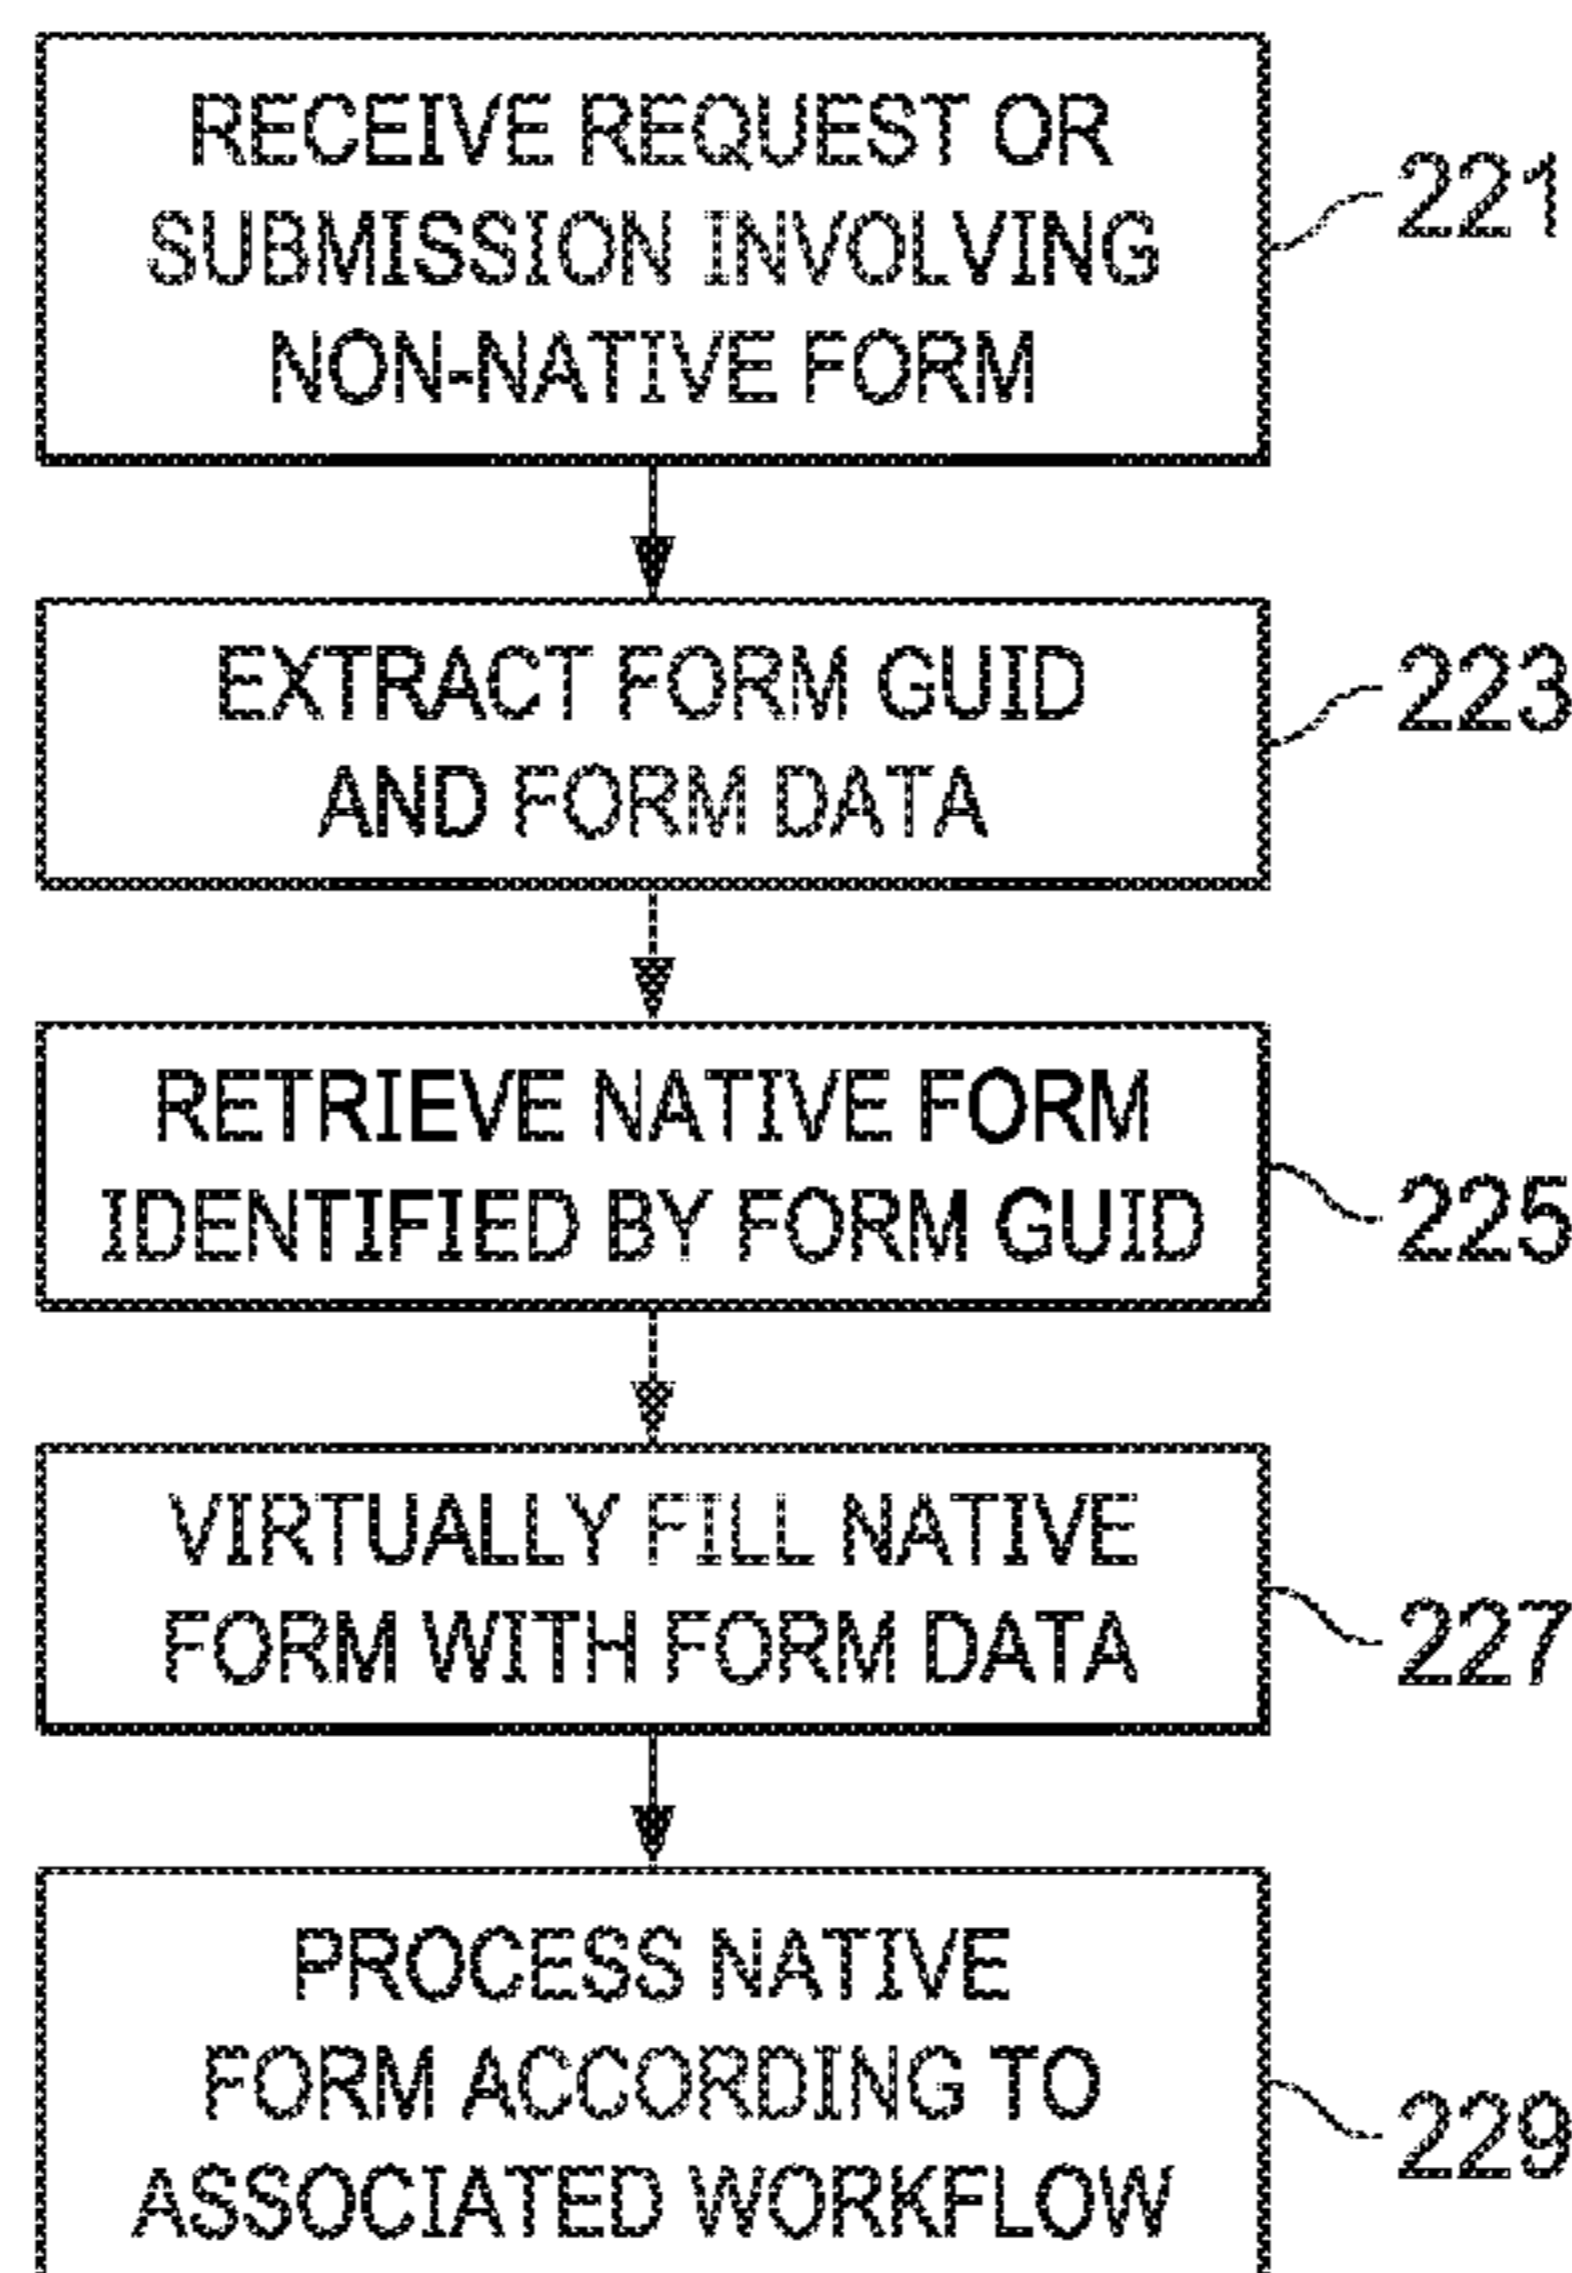 RECEIVE REQUEST OR
SUBMISSION INVOLVING
NON-NATIVE FORM
221
EXTRACT FORM GUID
AND FORM DATA
223
RETRIEVE NATIVE FORM
IDENTIFIED BY FORM GUID
225
VIRTUALLY FILL NATIVE
FORM WITH FORM DATA
227
PROCESS NATIVE
FORM ACCORDING TO
ASSOCIATED WORKFLOW
229